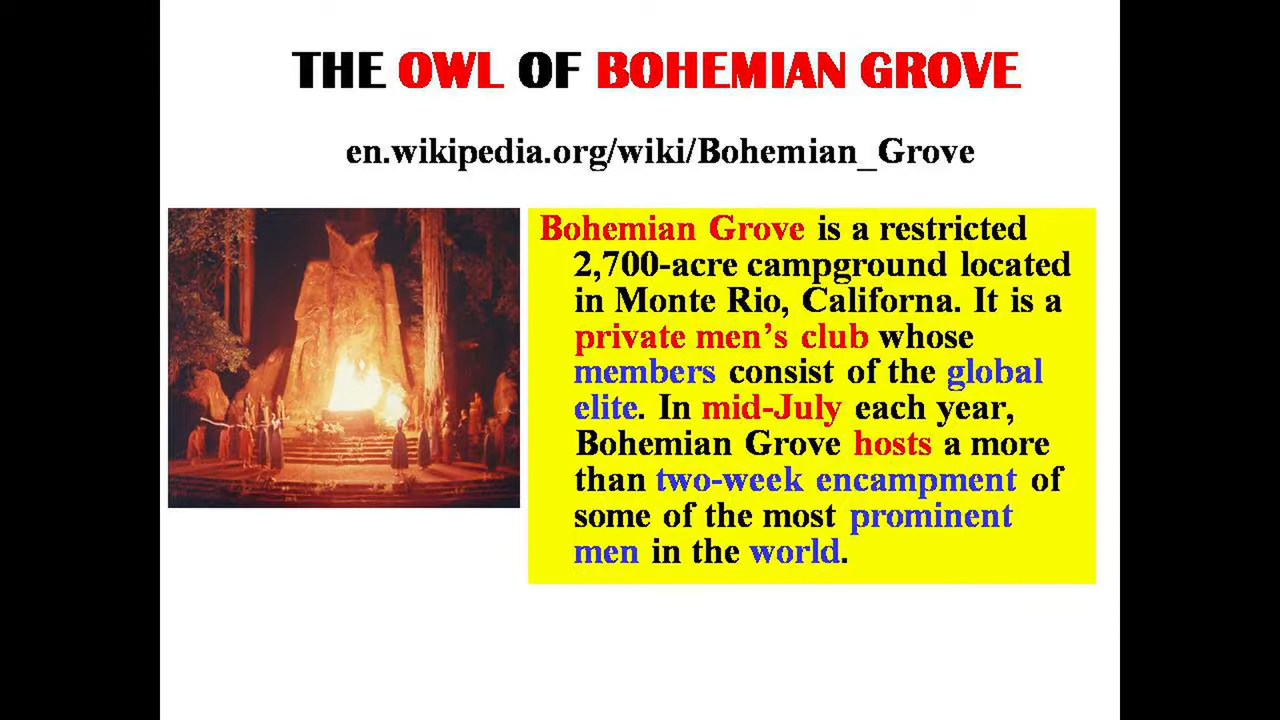 THE OWL OF BOHEMIAN GROVE
en.wikipedia.org/wiki/Bohemian_Grove
Bohemian Grove is a restricted
2,700-acre campground located
in Monte Rio, Californa. It is a
private men’s club whose
members consist of the global
elite. In mid-July each year,
Bohemian Grove hosts a more
than two-week encampment of
some of the most prominent
men in the world.